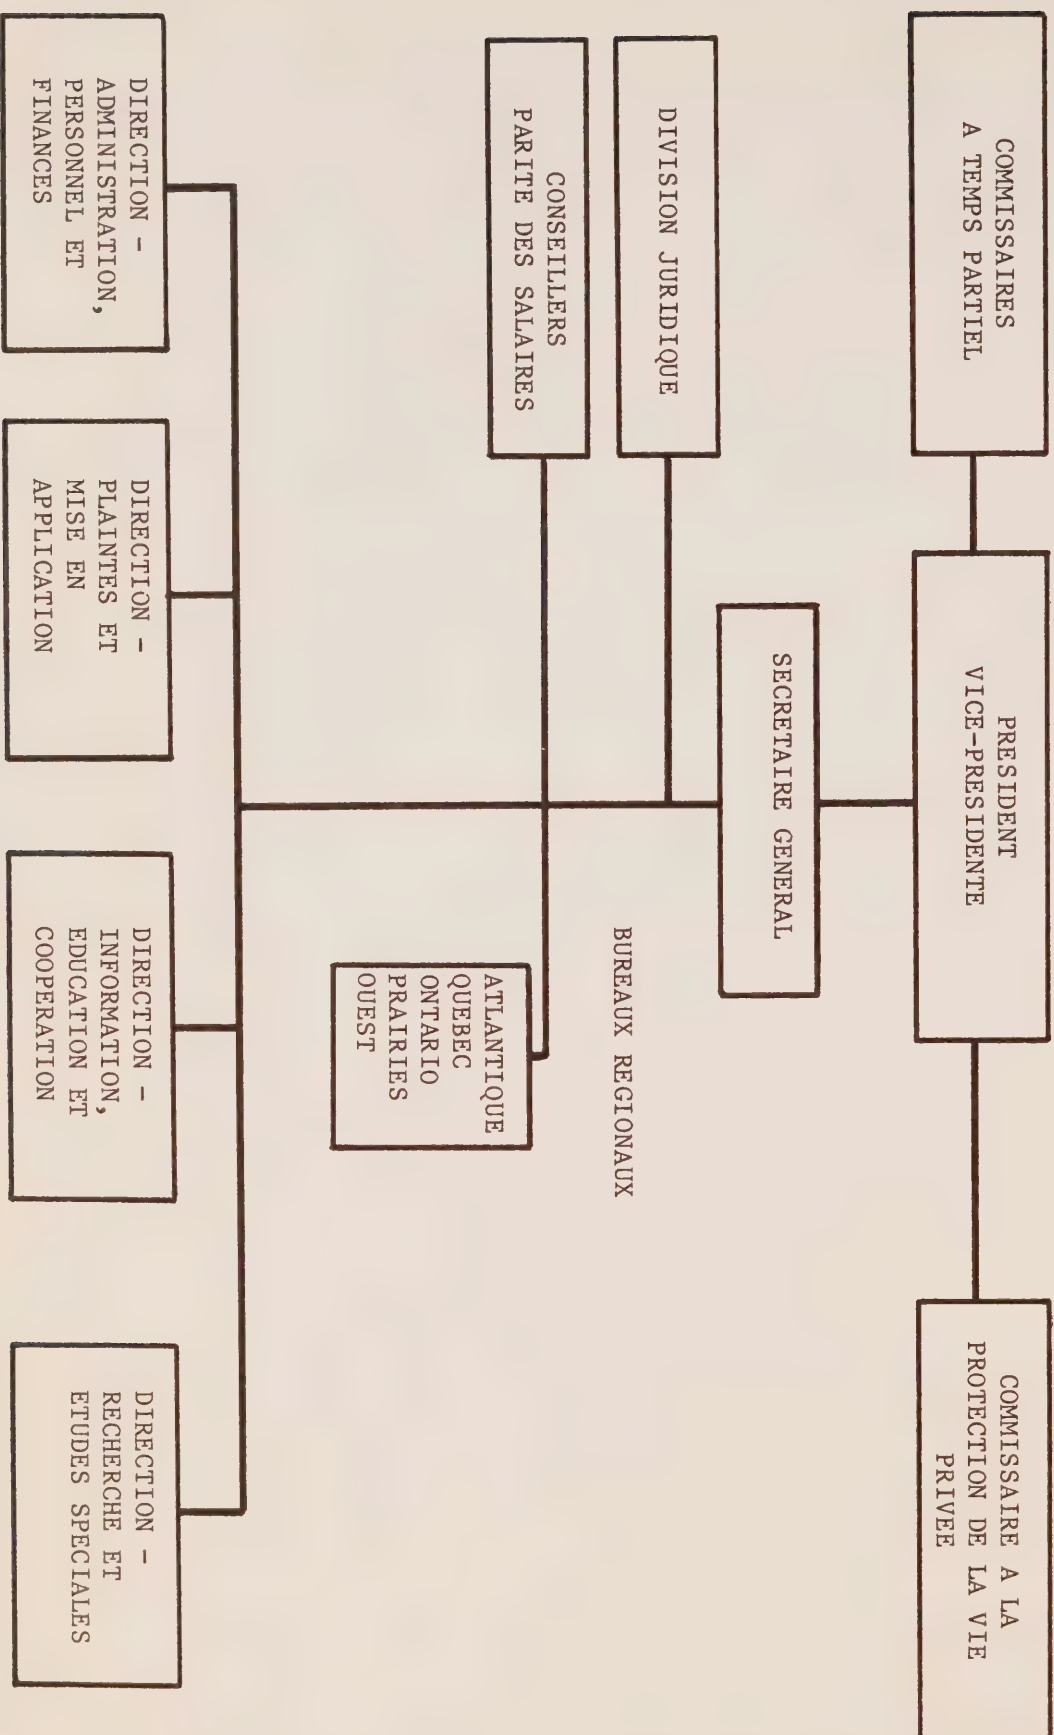 COMMISSAIRES
A TEMPS PARTIEL
PRESIDENT
VICE-PRESIDENTE
COMMISSAIRE A LA
PROTECTION DE LA VIE
PRIVEE
SECRETAIRE GENERAL
DIVISION JURIDIQUE
CONSEILLERS
PARITE DES SALAIRES
BUREAUX REGIONAUX
ATLANTIQUE
QUEBEC
ONTARIO
PRAIRIES
OUEST
DIRECTION -
ADMINISTRATION,
PERSONNEL ET
FINANCES
DIRECTION -
PLAINTES ET
MISE EN
APPLICATION
DIRECTION -
INFORMATION,
EDUCATION ET
COOPERATION
DIRECTION -
RECHERCHE ET
ETUDES SPECIALES